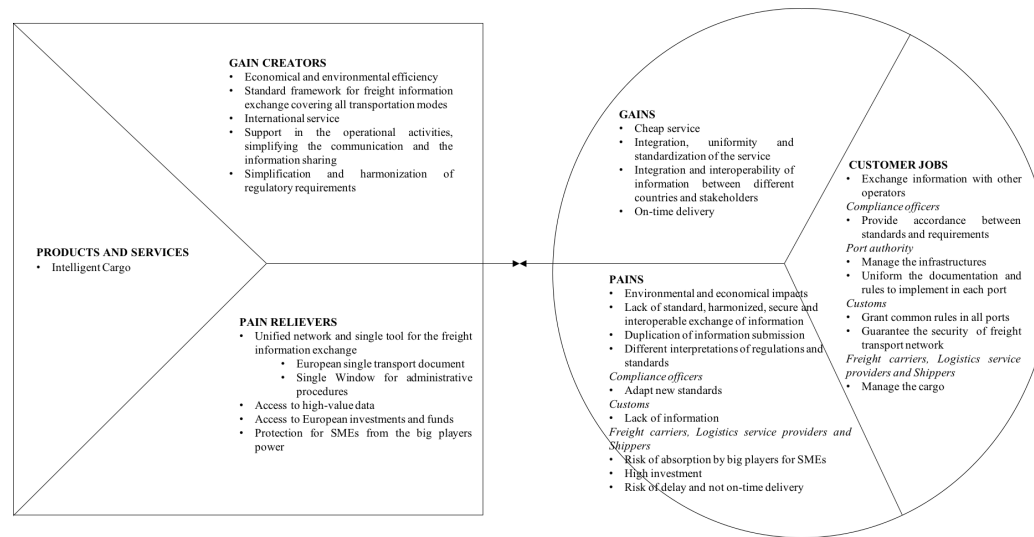 GAIN CREATORS
• Economical and environmental efficiency
• Standard framework for freight information
exchange covering all transportation modes
• International service
• Support in the operational activities,
simplifying the communication and the
information sharing
• Simplification and harmonization of
regulatory requirements
PRODUCTS AND SERVICES
• Intelligent Cargo
PAIN RELIEVERS
• Unified network and single tool for the freight
information exchange
• European single transport document
• Single Window for administrative
procedures
• Access to high-value data
• Access to European investments and funds
• Protection for SMEs from the big players
power
GAINS
• Cheap service
• Integration, uniformity and
standardization of the service
• Integration and interoperability of
information between different
countries and stakeholders
• On-time delivery
PAINS
• Environmental and economical impacts
• Lack of standard, harmonized, secure and
interoperable exchange of information
• Duplication of information submission
• Different interpretations of regulations and
standards
Compliance officers
• Adapt new standards
Customs
• Lack of information
Freight carriers, Logistics service providers and
Shippers
• Risk of absorption by big players for SMEs
• High investment
• Risk of delay and not on-time delivery
CUSTOMER JOBS
• Exchange information with other
operators
Compliance officers
• Provide accordance between
standards and requirements
Port authority
• Manage the infrastructures
• Uniform the documentation and
rules to implement in each port
Customs
• Grant common rules in all ports
• Guarantee the security of freight
transport network
Freight carriers, Logistics service
providers and Shippers
• Manage the cargo